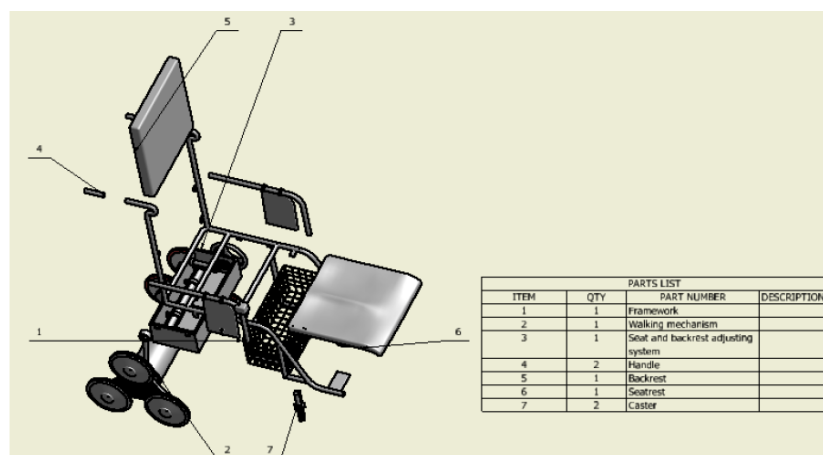 5
3
4
1
6
2
7
PARTS LIST
ITEM QTY PART NUMBER DESCRIPTION
1 1 Framework
2 1 Walking mechanism
3 1 Seat and backrest adjusting
system
4 2 Handle
5 1 Backrest
6 1 Seatrest
7 2 Caster